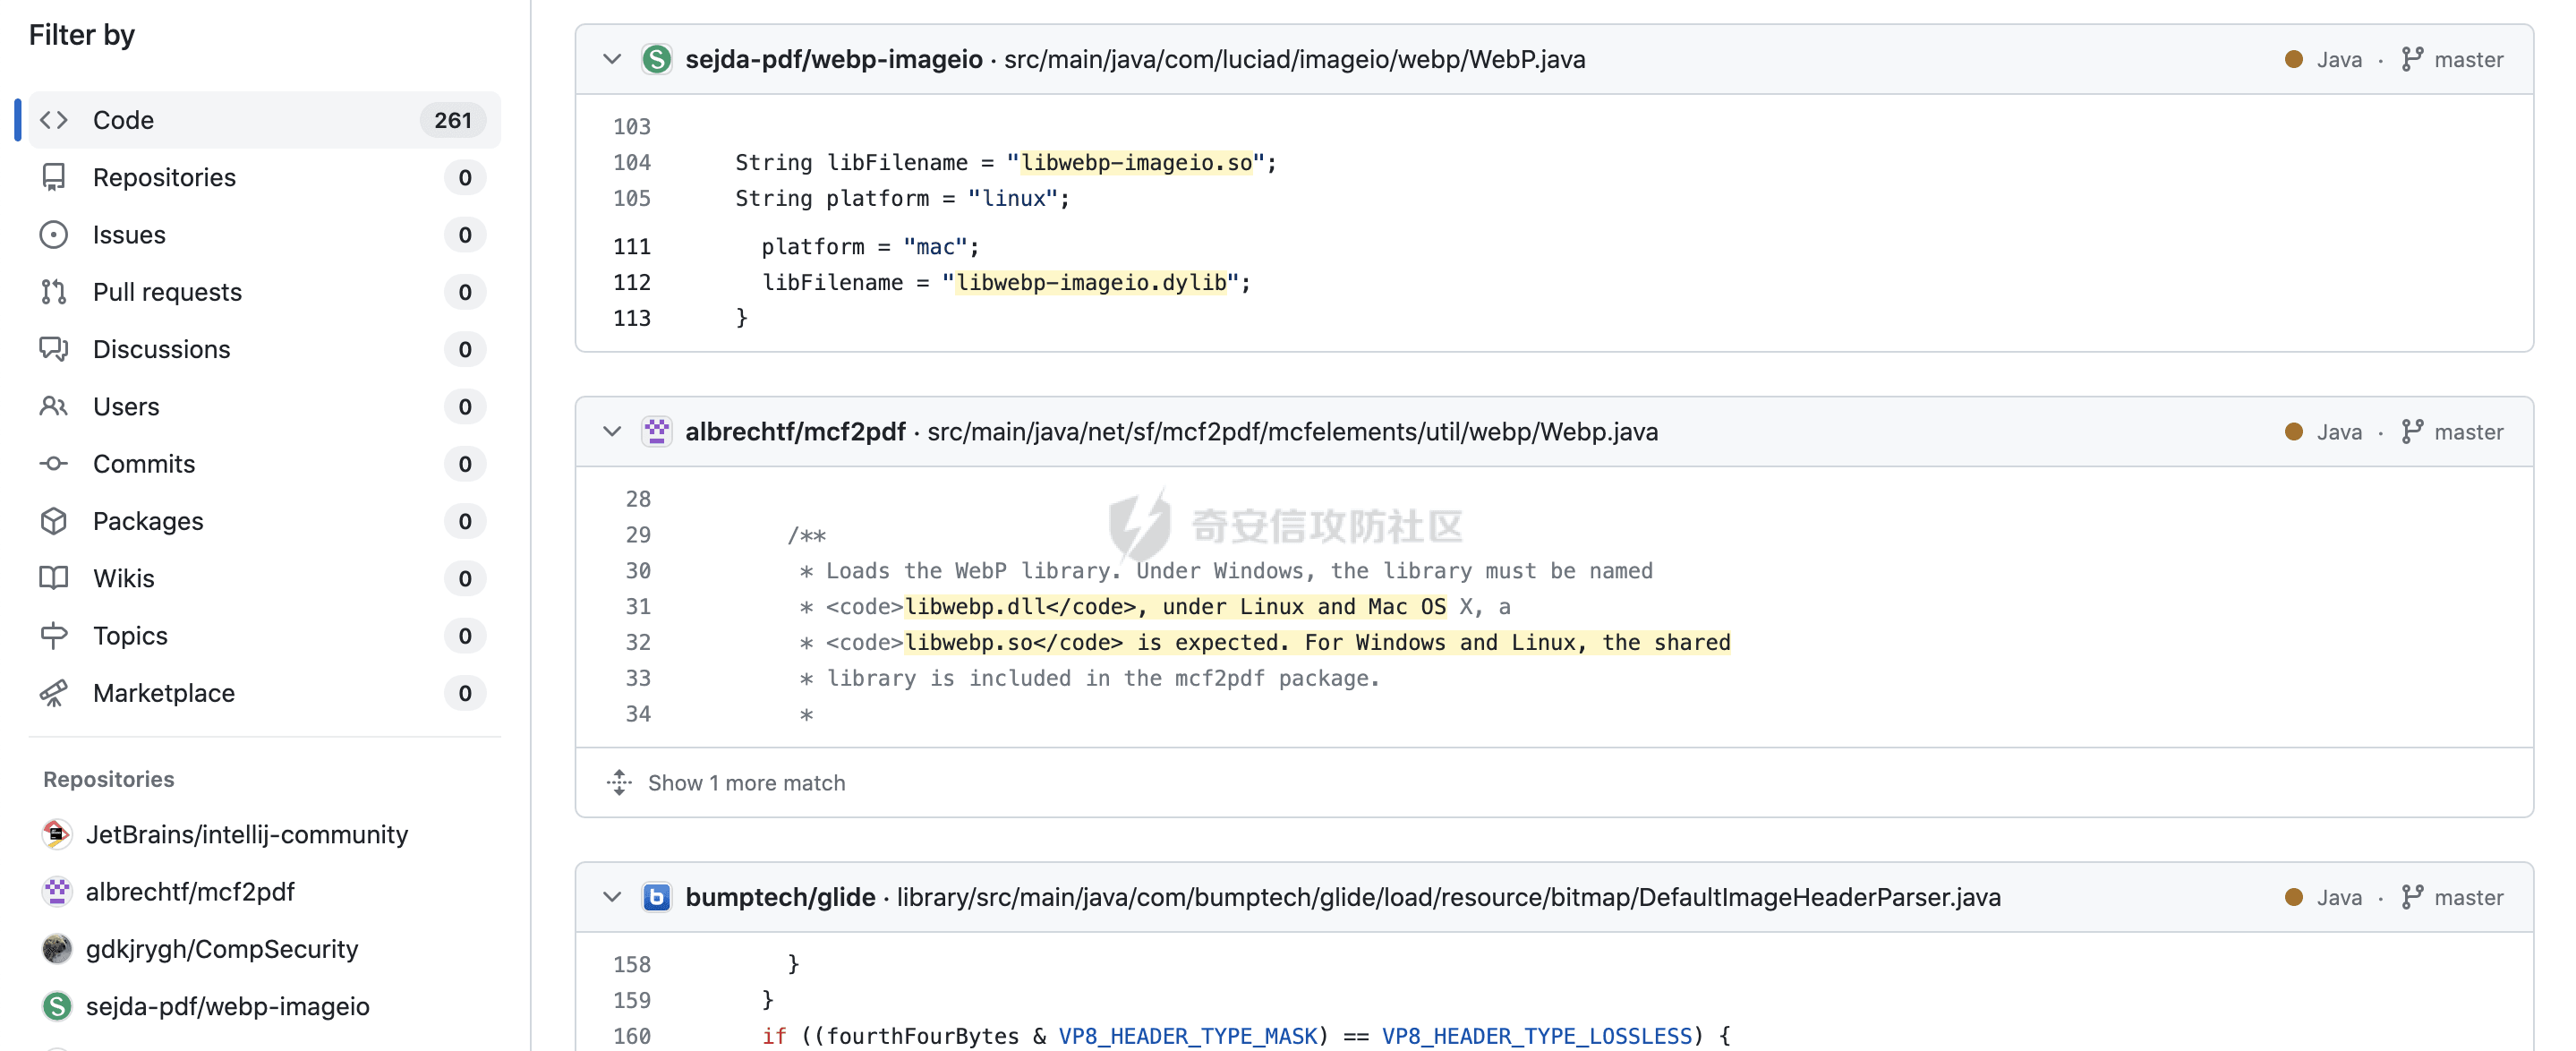 Filter by
Code 261
Repositories 0
Issues 0
Pull requests 0
Discussions 0
Users 0
Commits 0
Packages 0
Wikis 0
Topics 0
Marketplace 0
Repositories
JetBrains/intellij-community
albrechtf/mcf2pdf
gdkjrygh/CompSecurity
sejda-pdf/webp-imageio
sejda-pdf/webp-imageio · src/main/java/com/luciad/imageio/webp/WebP.java Java · master
103
104 String libFilename = "libwebp-imageio.so";
105 String platform = "linux";
111 platform = "mac";
112 libFilename = "libwebp-imageio.dylib";
113 }
albrechtf/mcf2pdf · src/main/java/net/sf/mcf2pdf/mcfelements/util/webp/Webp.java Java · master
28
29 /**
30 * Loads the WebP library. Under Windows, the library must be named
31 * <code>libwebp.dll</code>, under Linux and Mac OS X, a
32 * <code>libwebp.so</code> is expected. For Windows and Linux, the shared
33 * library is included in the mcf2pdf package.
34 *
Show 1 more match
bumptech/glide · library/src/main/java/com/bumptech/glide/load/resource/bitmap/DefaultImageHeaderParser.java Java · master
158 }
159 }
160 if ((fourthFourBytes & VP8_HEADER_TYPE_MASK) == VP8_HEADER_TYPE_LOSSLESS) {
奇安信攻防社区